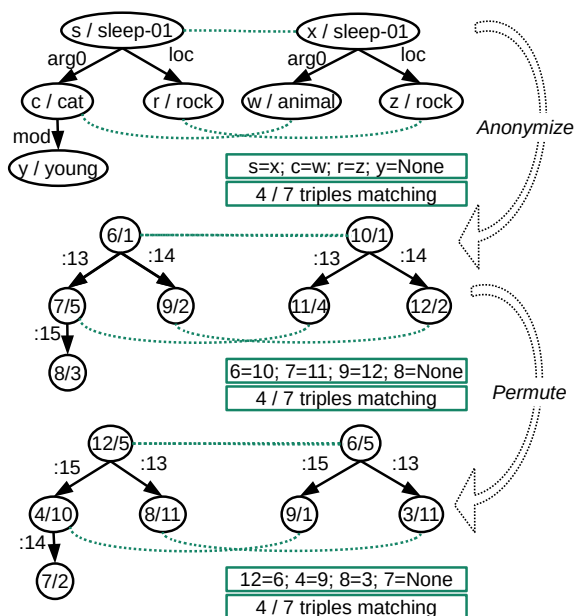 s / sleep-01
x / sleep-01
arg0
loc
arg0
loc
c / cat
r / rock
w / animal
z / rock
mod
Anonymize
y / young
s=x; c=w; r=z; y=None
4 / 7 triples matching
6/1
10/1
:13
:14
:13
:14
7/5
9/2
11/4
12/2
:15
8/3
6=10; 7=11; 9=12; 8=None
4 / 7 triples matching
Permute
12/5
6/5
:15
:13
:15
:13
4/10
8/11
9/1
3/11
:14
7/2
12=6; 4=9; 8=3; 7=None
4 / 7 triples matching